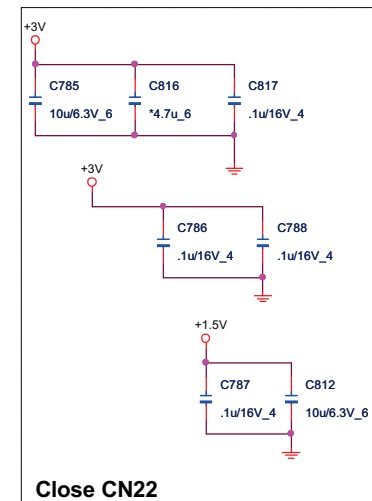 +3V
C785 C816 C817
10u/6.3V_6 *4.7u_6 .1u/16V_4
+3V
C786 C788
.1u/16V_4 .1u/16V_4
+1.5V
C787 C812
.1u/16V_4 10u/6.3V_6
Close CN22